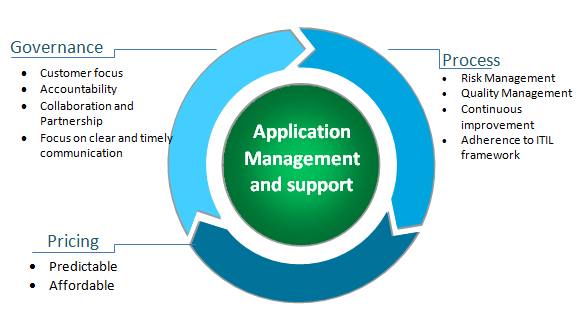 Governance
Customer focus
Accountability
Collaboration and
Partnership
Focus on clear and timely
communication
Process
Risk Management
Quality Management
Continuous
improvement
Adherence to ITIL
framework
Application
Management
and support
Pricing
Predictable
Affordable